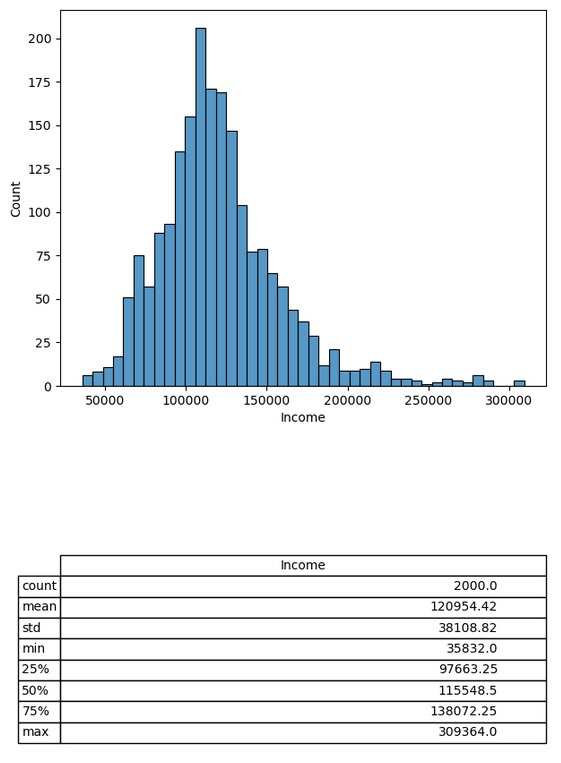 200
175
150
125
100
75
50
25
0
Count
50000 100000 150000 200000 250000 300000
Income
Income
count 2000.0
mean 120954.42
std 38108.82
min 35832.0
25% 97663.25
50% 115548.5
75% 138072.25
max 309364.0